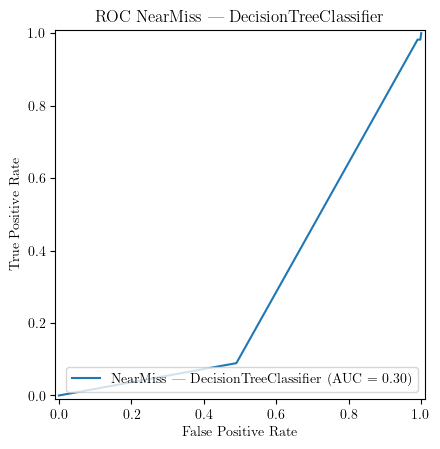 ROC NearMiss — DecisionTreeClassifier
True Positive Rate
1.0
0.8
0.6
0.4
0.2
0.0
NearMiss — DecisionTreeClassifier (AUC = 0.30)
0.0 0.2 0.4 0.6 0.8 1.0
False Positive Rate